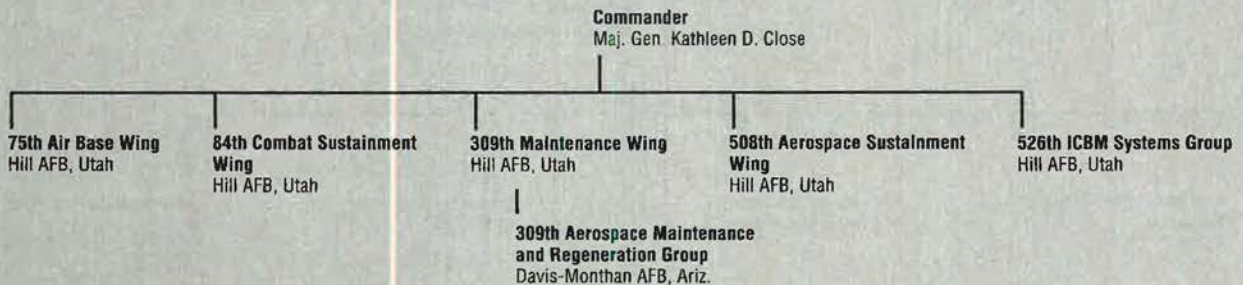 Commander
Maj. Gen. Kathleen D. Close
75th Air Base Wing
Hill AFB, Utah
84th Combat Sustainment
Wing
Hill AFB, Utah
309th Maintenance Wing
Hill AFB, Utah
309th Aerospace Maintenance
and Regeneration Group
Davis-Monthan AFB, Ariz.
508th Aerospace Sustainment
Wing
Hill AFB, Utah
526th ICBM Systems Group
Hill AFB, Utah